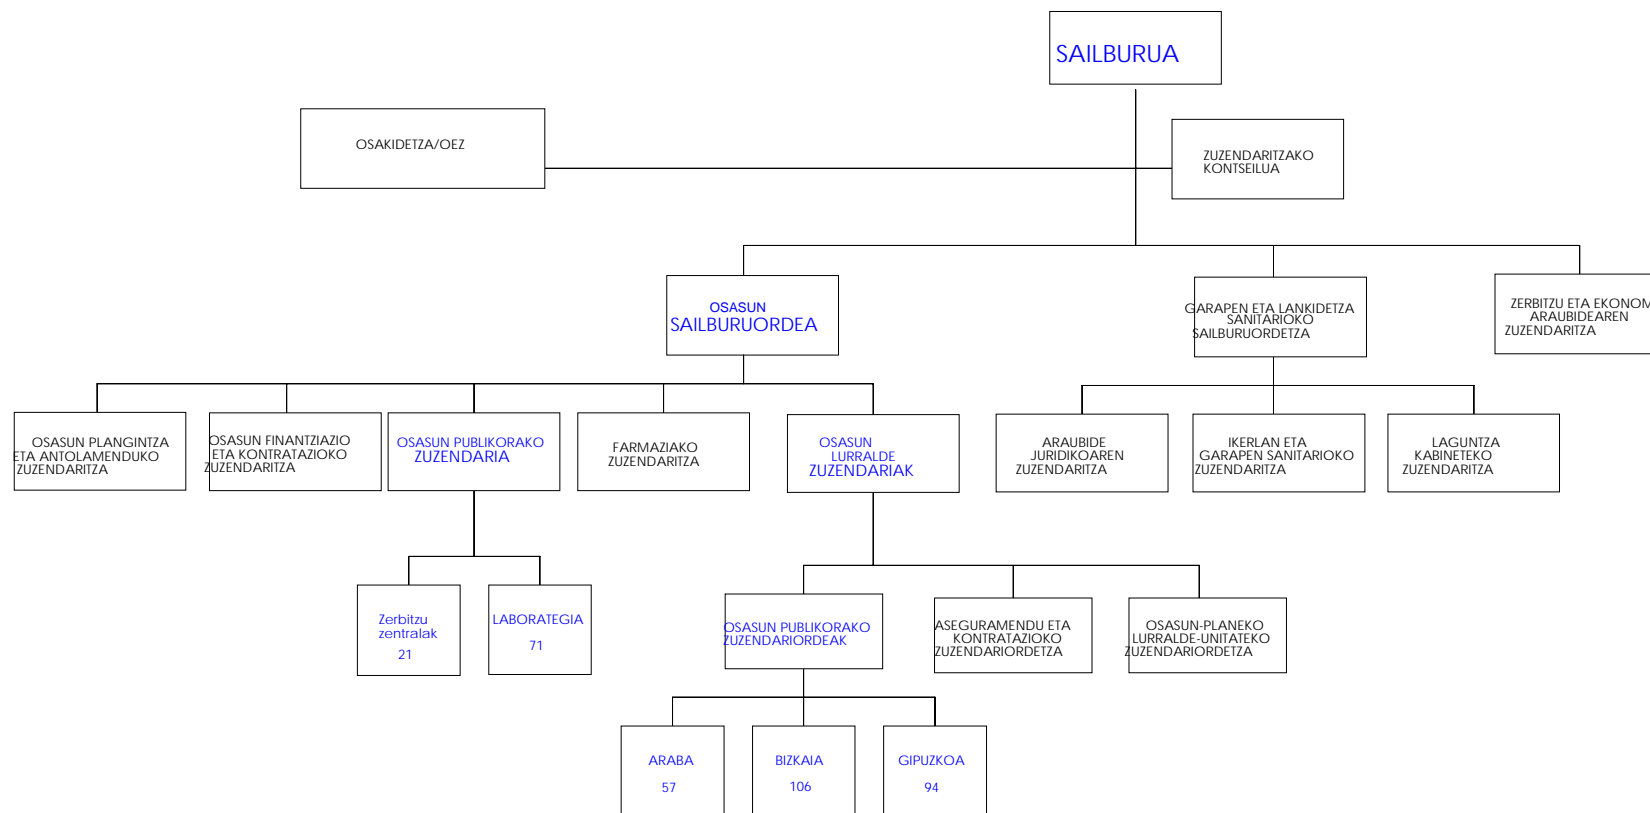 SAILBURUA
OSAKIDETZA/OEZ
ZUZENDARITZAKO
KONTSEILUA
OSASUN
SAILBURUORDEA
GARAPEN ETA LANKIDETZA
SANITARIOKO
SAILBURUORDETZA
ZERBITZU ETA EKONOM
ARAUBIDEAREN
ZUZENDARITZA
OSASUN PLANGINTZA
ETA ANTOLAMENDUKO
ZUZENDARITZA
OSASUN FINANTZIAZIO
ETA KONTRATAZIOKO
ZUZENDARITZA
OSASUN PUBLIKORAKO
ZUZENDARIA
FARMAZIAKO
ZUZENDARITZA
OSASUN
LURRALDE
ZUZENDARIAK
ARAUBIDE
JURIDIKOAREN
ZUZENDARITZA
IKERLAN ETA
GARAPEN SANITARIOKO
ZUZENDARITZA
LAGUNTZA
KABINETEKO
ZUZENDARITZA
Zerbitzu
zentralak
21
LABORATEGIA
71
OSASUN PUBLIKORAKO
ZUZENDARIORDEAK
ASEGURAMENDU ETA
KONTRATAZIOKO
ZUZENDARIORDETZA
OSASUN-PLANEKO
LURRALDE-UNITATEKO
ZUZENDARIORDETZA
ARABA
57
BIZKAIA
106
GIPUZKOA
94